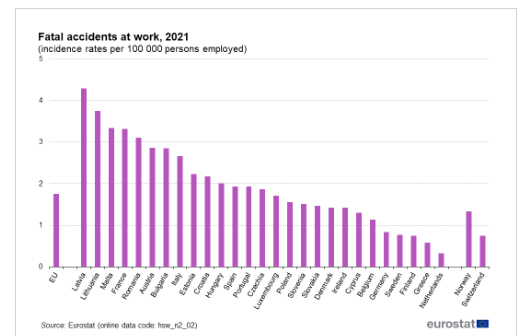 Fatal accidents at work, 2021
(incidence rates per 100 000 persons employed)
5
4
3
2
1
0
EU
Latvia
Lithuania
Malta
France
Romania
Austria
Bulgaria
Italy
Estonia
Croatia
Hungary
Spain
Portugal
Czechia
Luxembourg
Poland
Slovenia
Slovakia
Denmark
Ireland
Cyprus
Belgium
Germany
Sweden
Finland
Greece
Netherlands
Norway
Switzerland
Source: Eurostat (online data code: hsw_n2_02)
eurostat